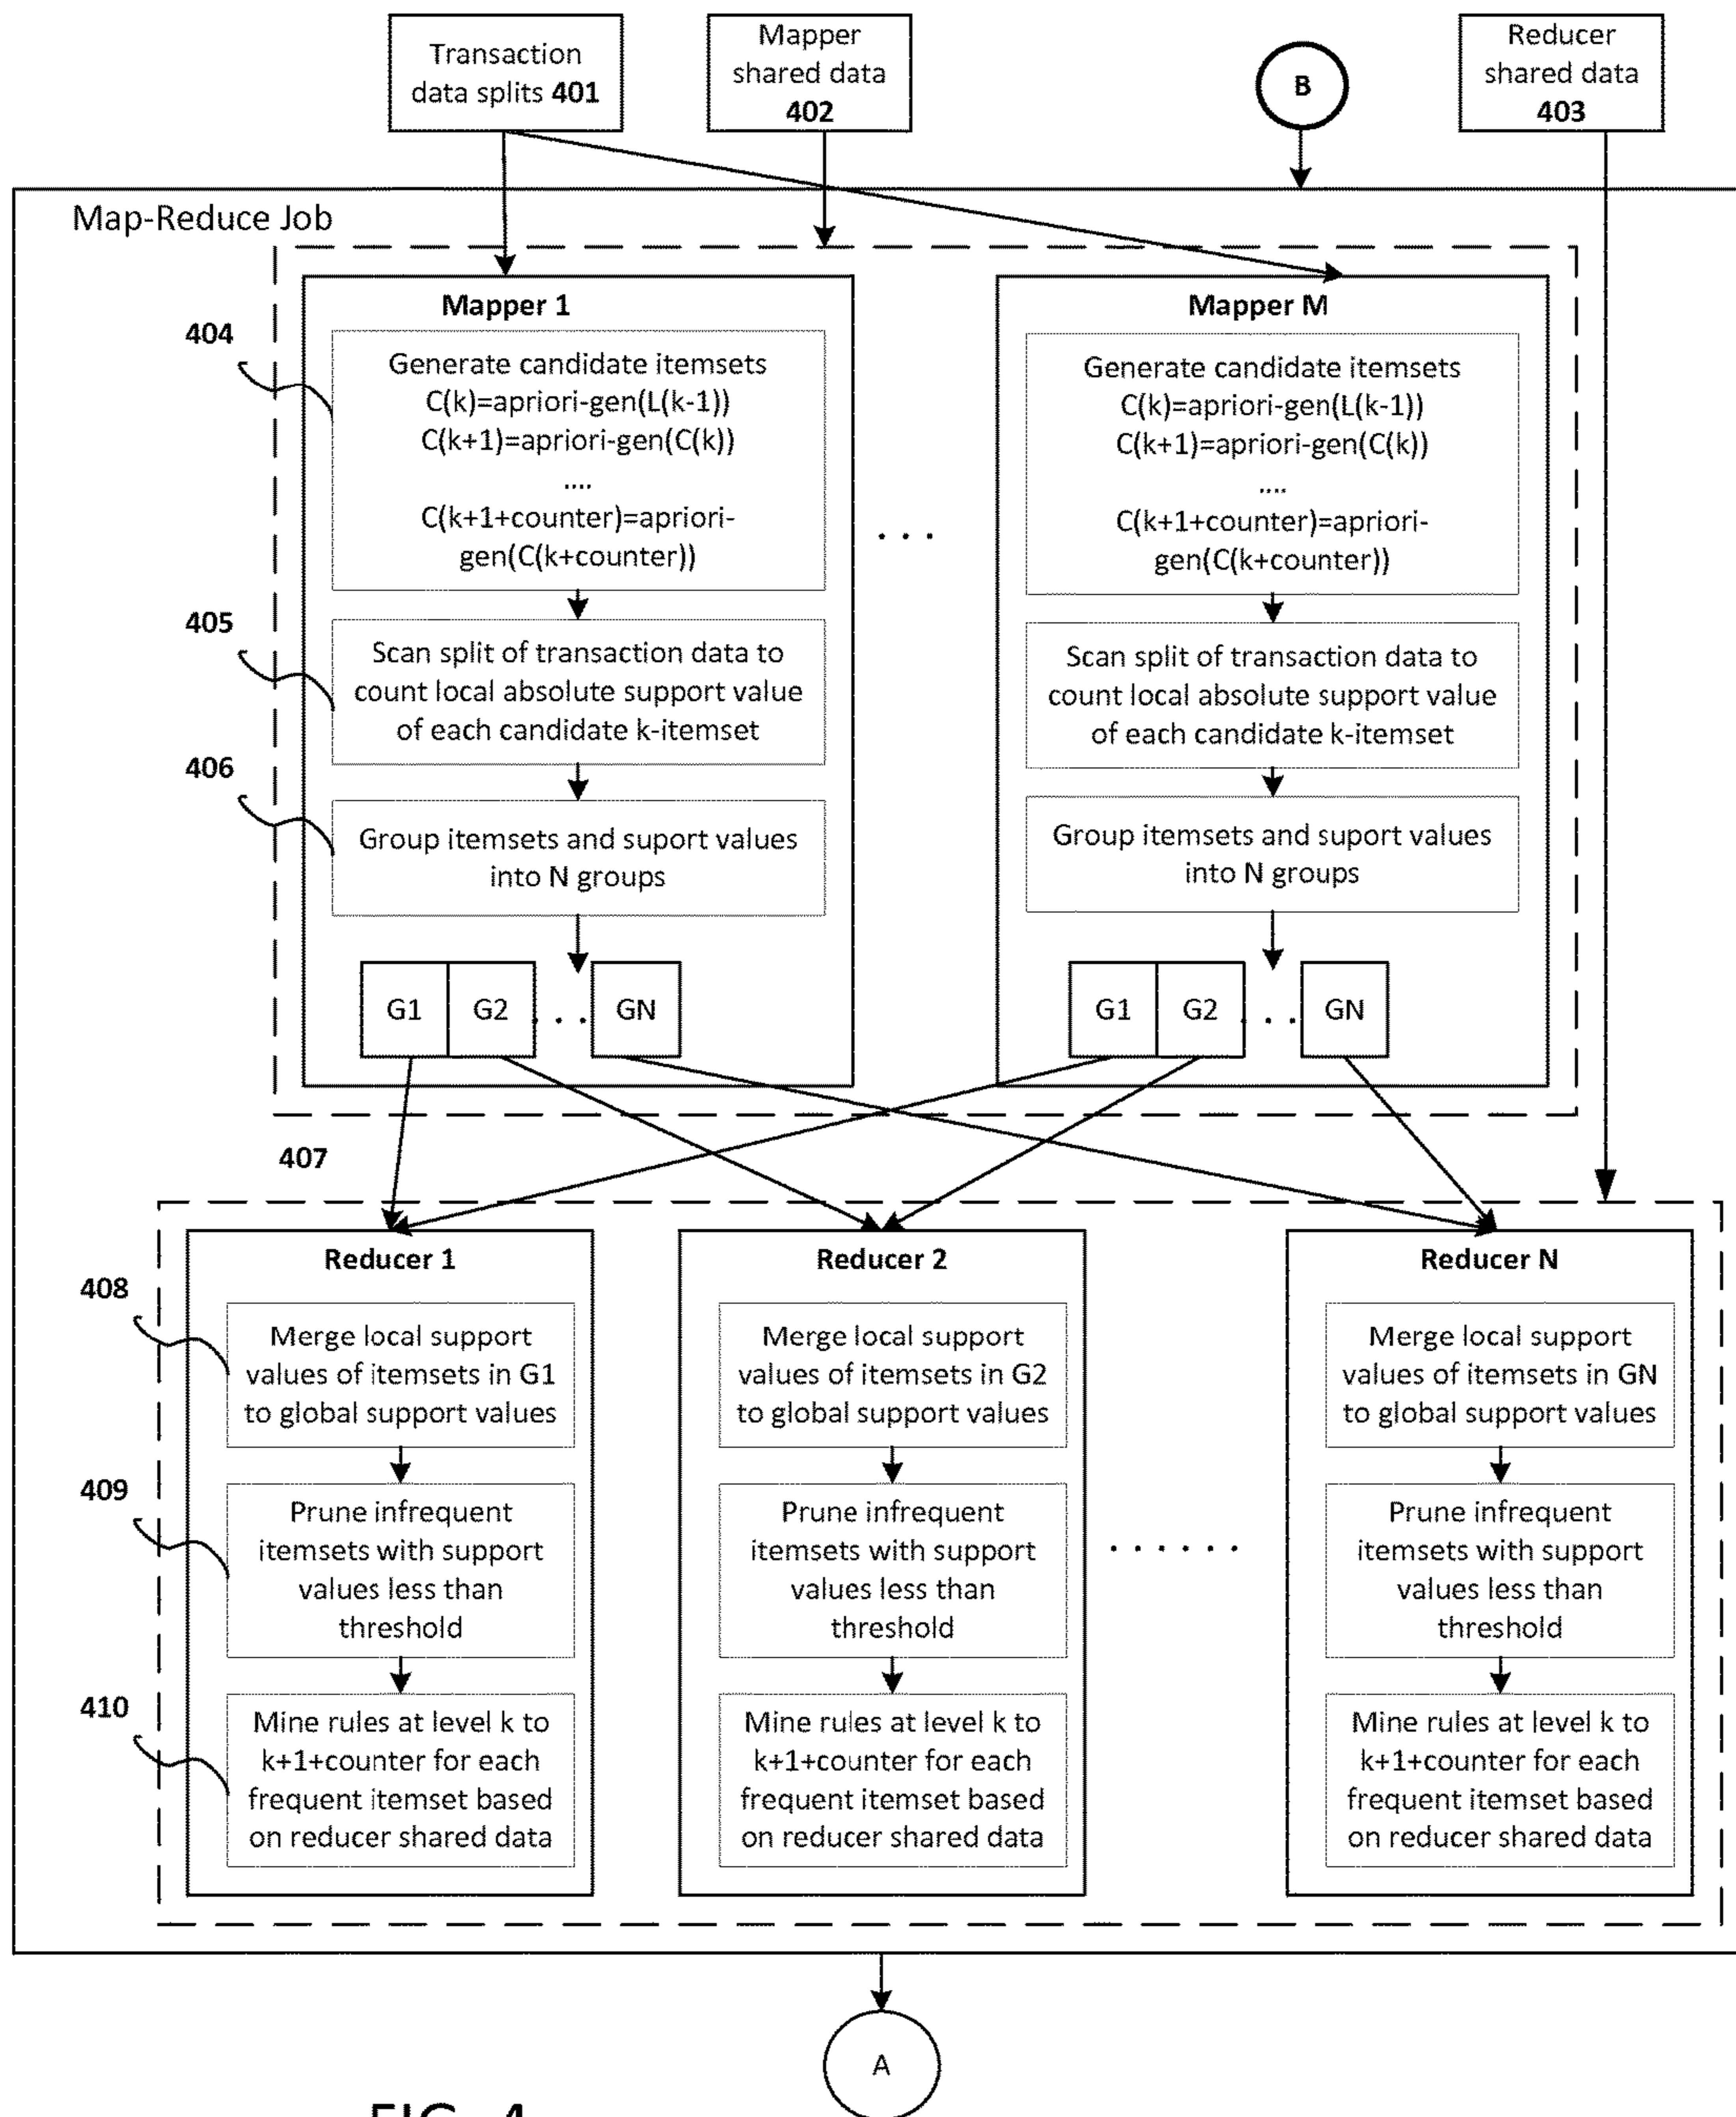 Transaction
data splits 401
Mapper
shared data
402
B
Reducer
shared data
403
Map-Reduce Job
Mapper 1
404
Generate candidate itemsets
C(k)=apriori-gen(L(k-1))
C(k+1)=apriori-gen(C(k))
....
C(k+1+counter)=apriori-
gen(C(k+counter))
405
Scan split of transaction data to
count local absolute support value
of each candidate k-itemset
406
Group itemsets and suport values
into N groups
G1
G2
. . .
GN
. . .
Mapper M
Generate candidate itemsets
C(k)=apriori-gen(L(k-1))
C(k+1)=apriori-gen(C(k))
....
C(k+1+counter)=apriori-
gen(C(k+counter))
Scan split of transaction data to
count local absolute support value
of each candidate k-itemset
Group itemsets and suport values
into N groups
G1
G2
. . .
GN
407
Reducer 1
408
Merge local support
values of itemsets in G1
to global support values
409
Prune infrequent
itemsets with support
values less than
threshold
410
Mine rules at level k to
k+1+counter for each
frequent itemset based
on reducer shared data
Reducer 2
Merge local support
values of itemsets in G2
to global support values
Prune infrequent
itemsets with support
values less than
threshold
Mine rules at level k to
k+1+counter for each
frequent itemset based
on reducer shared data
. . . . . .
Reducer N
Merge local support
values of itemsets in GN
to global support values
Prune infrequent
itemsets with support
values less than
threshold
Mine rules at level k to
k+1+counter for each
frequent itemset based
on reducer shared data
A
FIG. 4